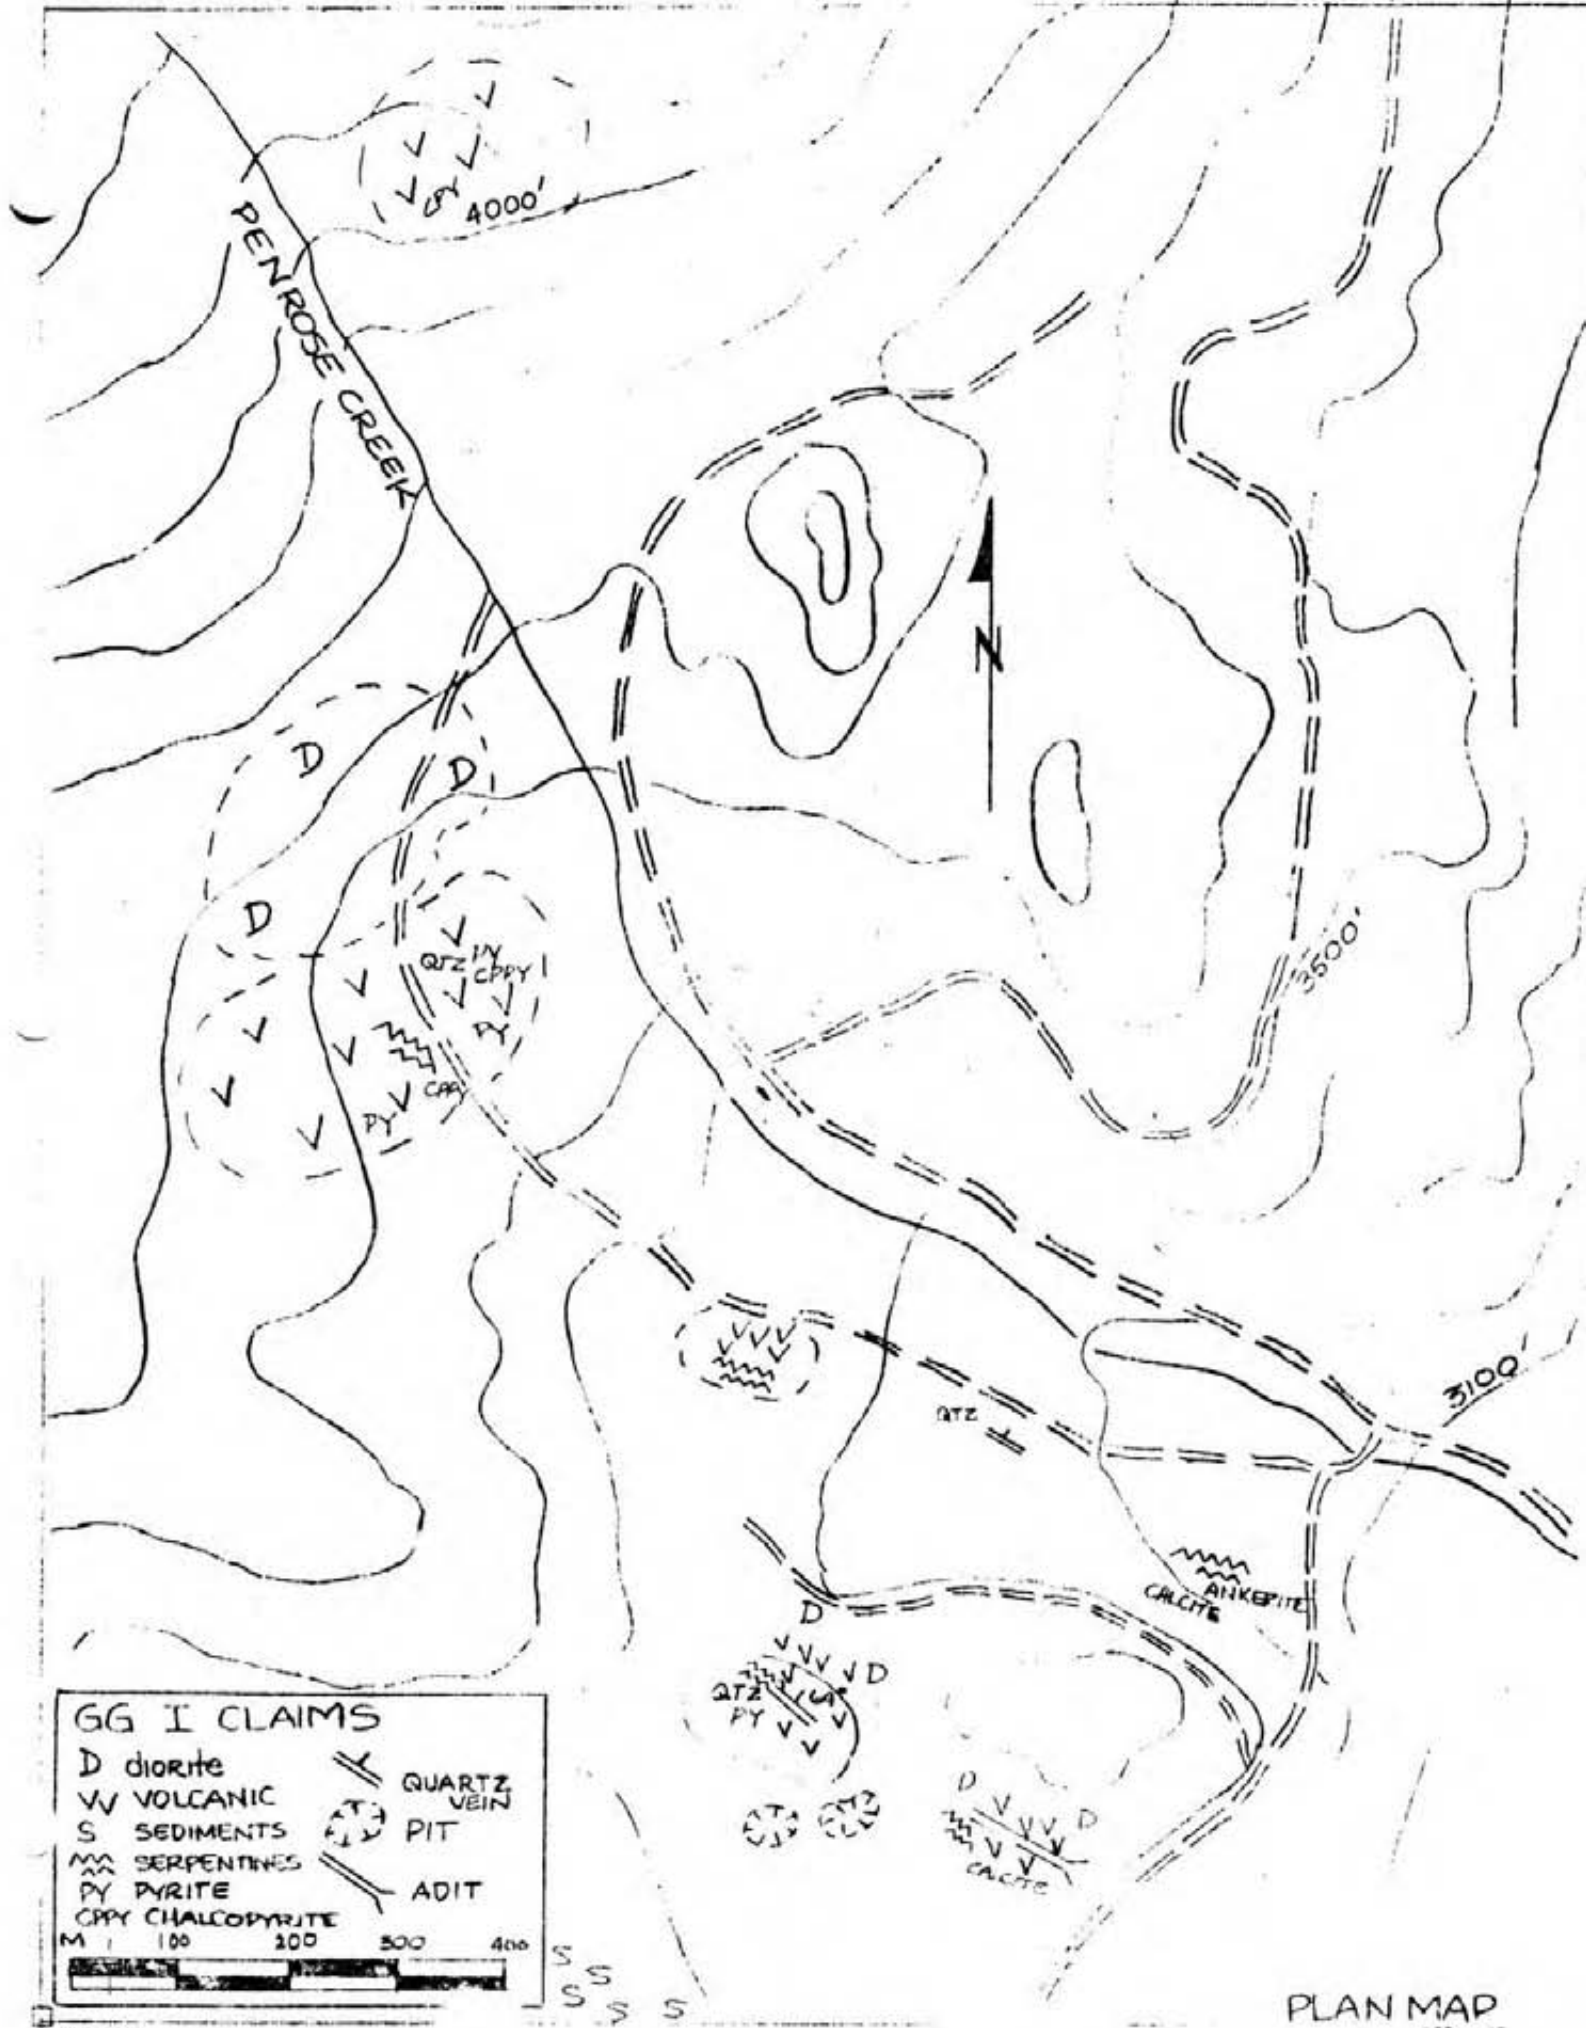 4000'
PENROSE CREEK
N
D
D
D
V V V V
V
QTZ PY
CPPY
V V V
V V
PY
V
CPPY
V V
PY
V
3500'
V V V V V
3100'
QTZ
ANKERITE
CALCITE
D
V V V V V D
QTZ
PY V
V V
D
V V V D
V V V
CALCITE
GG I CLAIMS
D diorite
VV VOLCANIC
S SEDIMENTS
SERPENTINES
PY PYRITE
CPPY CHALCOPYRITE
QUARTZ
VEIN
PIT
ADIT
M 100 200 300 400
S
S
S
S S
PLAN MAP